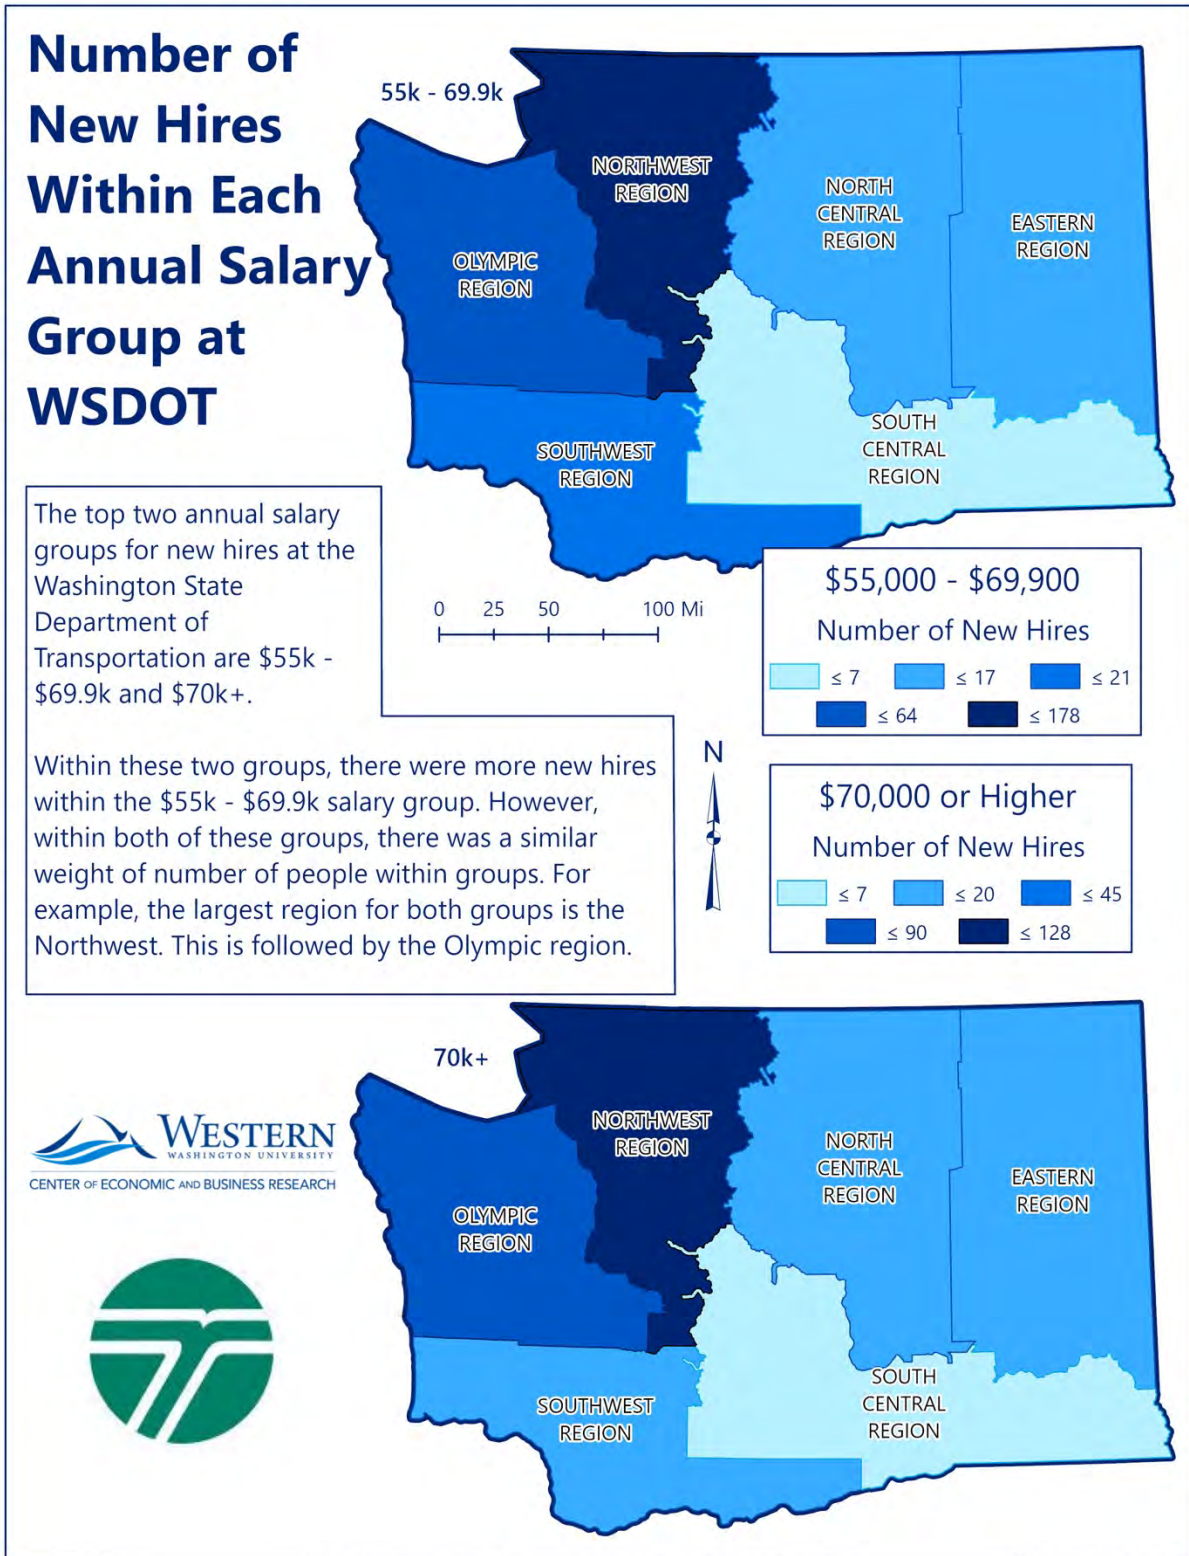 Number of
New Hires
Within Each
Annual Salary
Group at
WSDOT
55k - 69.9k
NORTHWEST
REGION
NORTH
CENTRAL
REGION
EASTERN
REGION
OLYMPIC
REGION
SOUTHWEST
REGION
SOUTH
CENTRAL
REGION
The top two annual salary
groups for new hires at the
Washington State
Department of
Transportation are $55k -
$69.9k and $70k+.
Within these two groups, there were more new hires
within the $55k - $69.9k salary group. However,
within both of these groups, there was a similar
weight of number of people within groups. For
example, the largest region for both groups is the
Northwest. This is followed by the Olympic region.
0 25 50 100 Mi
$55,000 - $69,900
Number of New Hires
≤ 7 ≤ 17 ≤ 21
≤ 64 ≤ 178
N
$70,000 or Higher
Number of New Hires
≤ 7 ≤ 20 ≤ 45
≤ 90 ≤ 128
70k+
NORTHWEST
REGION
NORTH
CENTRAL
REGION
EASTERN
REGION
OLYMPIC
REGION
SOUTHWEST
REGION
SOUTH
CENTRAL
REGION
WESTERN
WASHINGTON UNIVERSITY
CENTER OF ECONOMIC AND BUSINESS RESEARCH